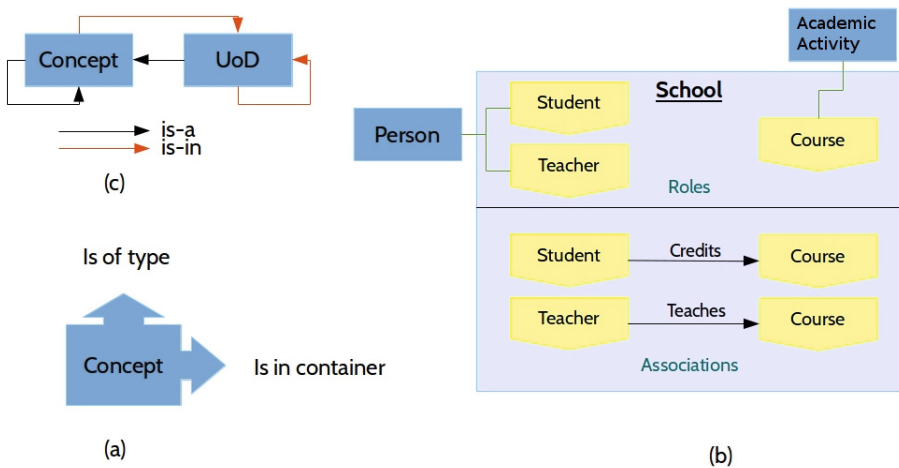 Concept
UoD
is-a
is-in
(c)
Is of type
Concept
Is in container
(a)
Academic
Activity
School
Person
Student
Teacher
Course
Roles
Student
Credits
Course
Teacher
Teaches
Course
Associations
(b)